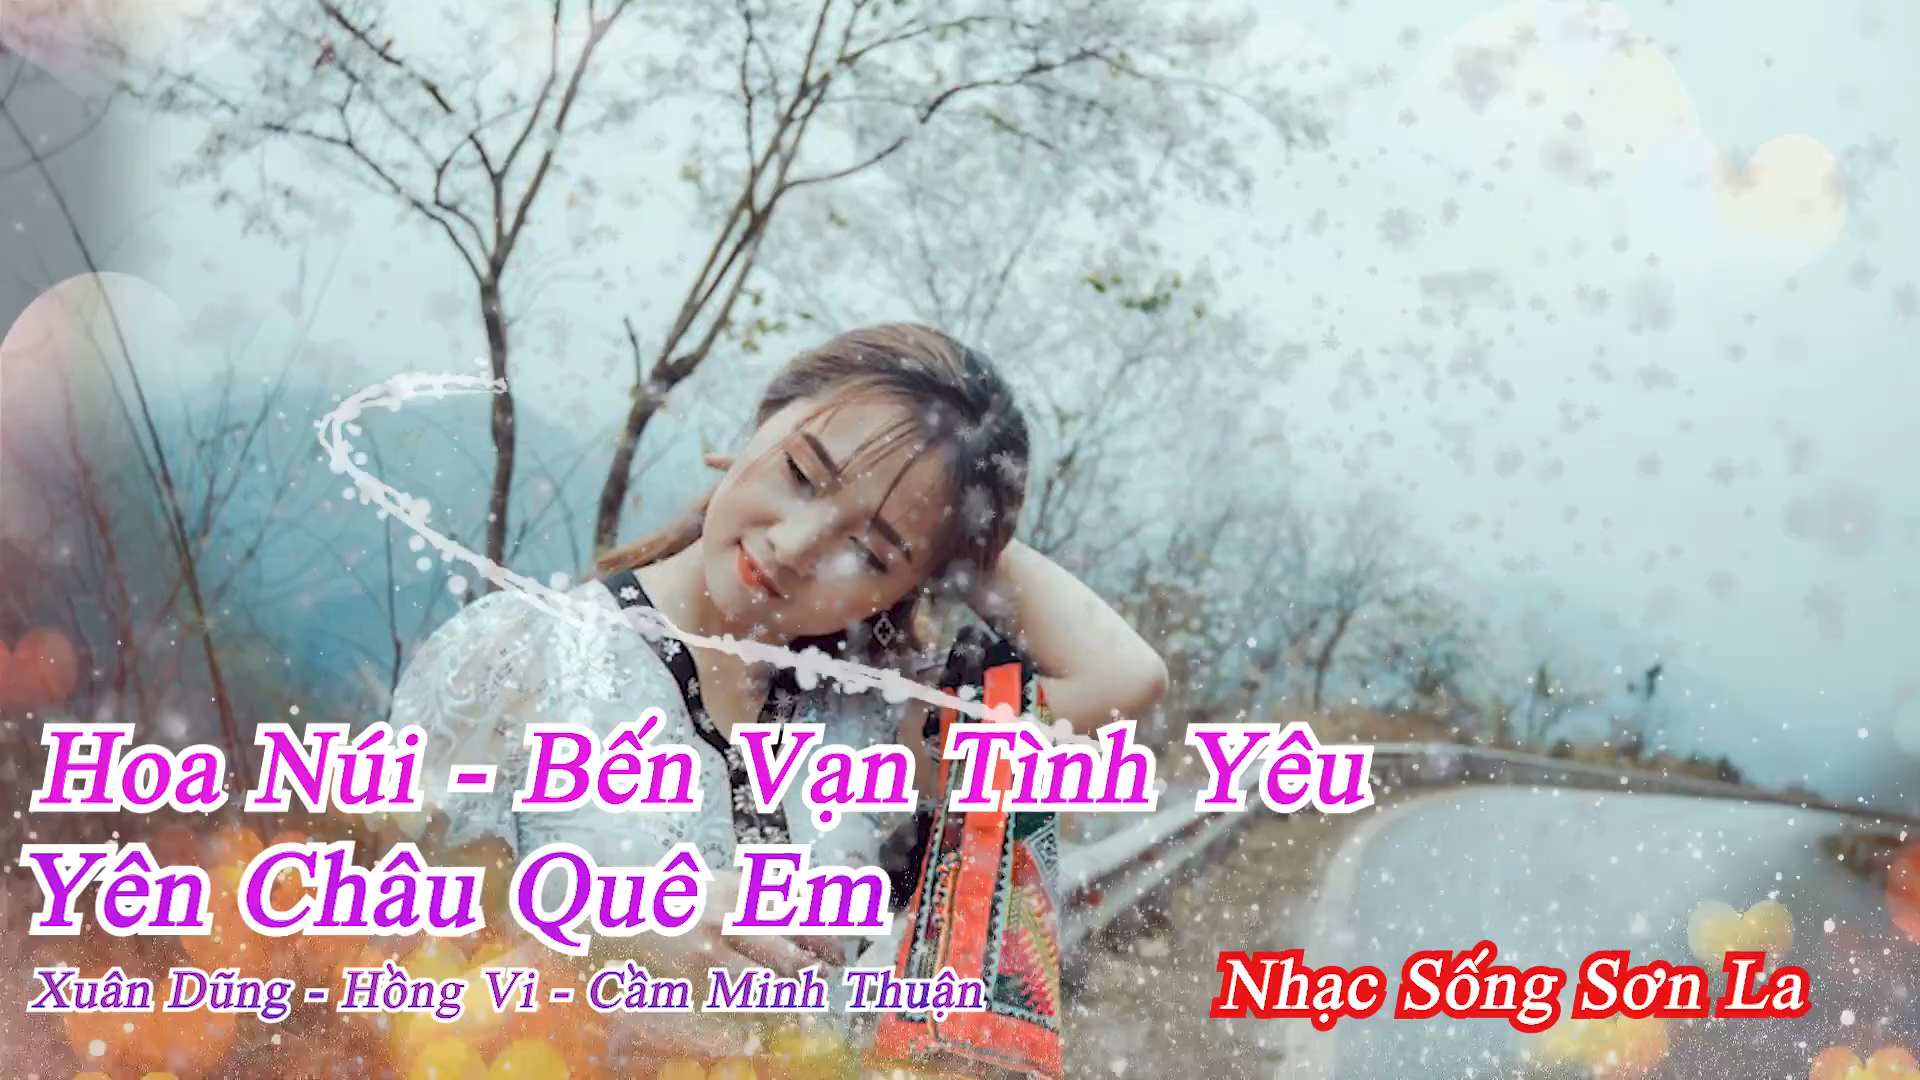 Hoa Núi - Bến Vạn Tình Yêu
Yên Châu Quê Em
Xuân Dũng - Hồng Vi - Cầm Minh Thuận
Nhạc Sống Sơn La